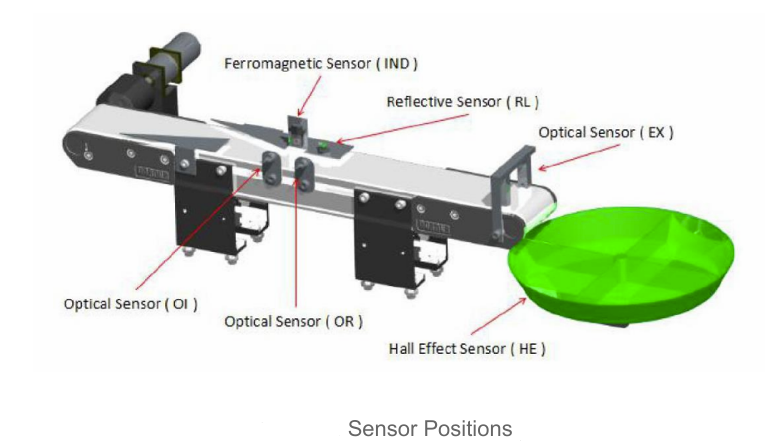 Ferromagnetic Sensor ( IND )
Reflective Sensor ( RL )
Optical Sensor ( EX )
Optical Sensor ( OI )
Optical Sensor ( OR )
Hall Effect Sensor ( HE )
Sensor Positions